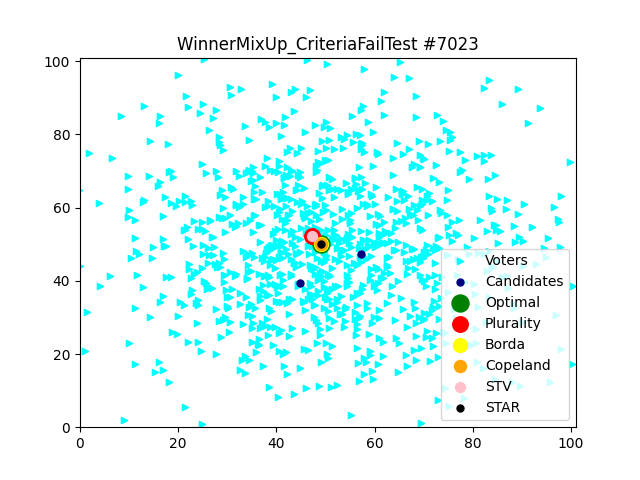 WinnerMixUp_CriteriaFailTest #7023
100
80
60
40
20
0
0 20 40 60 80 100
Voters
Candidates
Optimal
Plurality
Borda
Copeland
STV
STAR